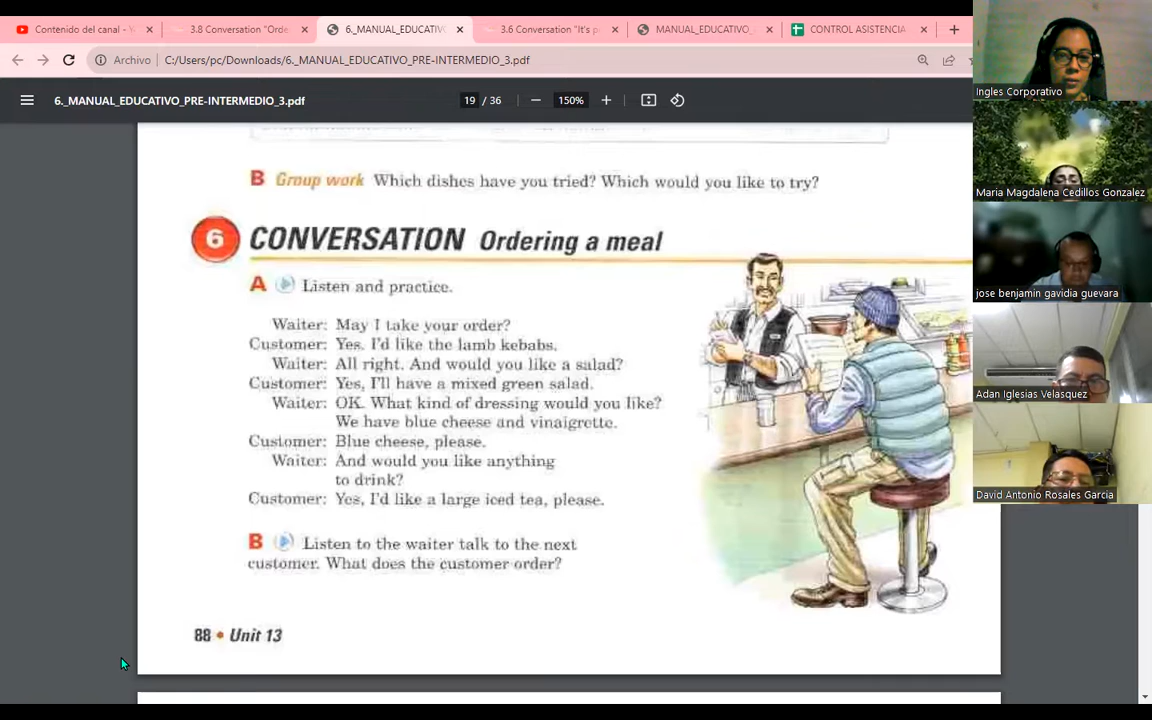 Contenido del canal - Y
3.8 Conversation "Orde
6._MANUAL_EDUCATIV
3.6 Conversation "It's p
MANUAL_EDUCATIVO_
CONTROL ASISTENCIA
Archivo
C:/Users/pc/Downloads/6._MANUAL_EDUCATIVO_PRE-INTERMEDIO_3.pdf
6._MANUAL_EDUCATIVO_PRE-INTERMEDIO_3.pdf
19 / 36
150%
B Group work Which dishes have you tried? Which would you like to try?
6 CONVERSATION Ordering a meal
A Listen and practice.
Waiter: May I take your order?
Customer: Yes. I'd like the lamb kebabs.
Waiter: All right. And would you like a salad?
Customer: Yes, I'll have a mixed green salad.
Waiter: OK. What kind of dressing would you like?
We have blue cheese and vinaigrette.
Customer: Blue cheese, please.
Waiter: And would you like anything
to drink?
Customer: Yes, I'd like a large iced tea, please.
B Listen to the waiter talk to the next
customer. What does the customer order?
88 • Unit 13
Ingles Corporativo
Maria Magdalena Cedillos Gonzalez
jose benjamin gavidia guevara
Adan Iglesias Velasquez
David Antonio Rosales Garcia